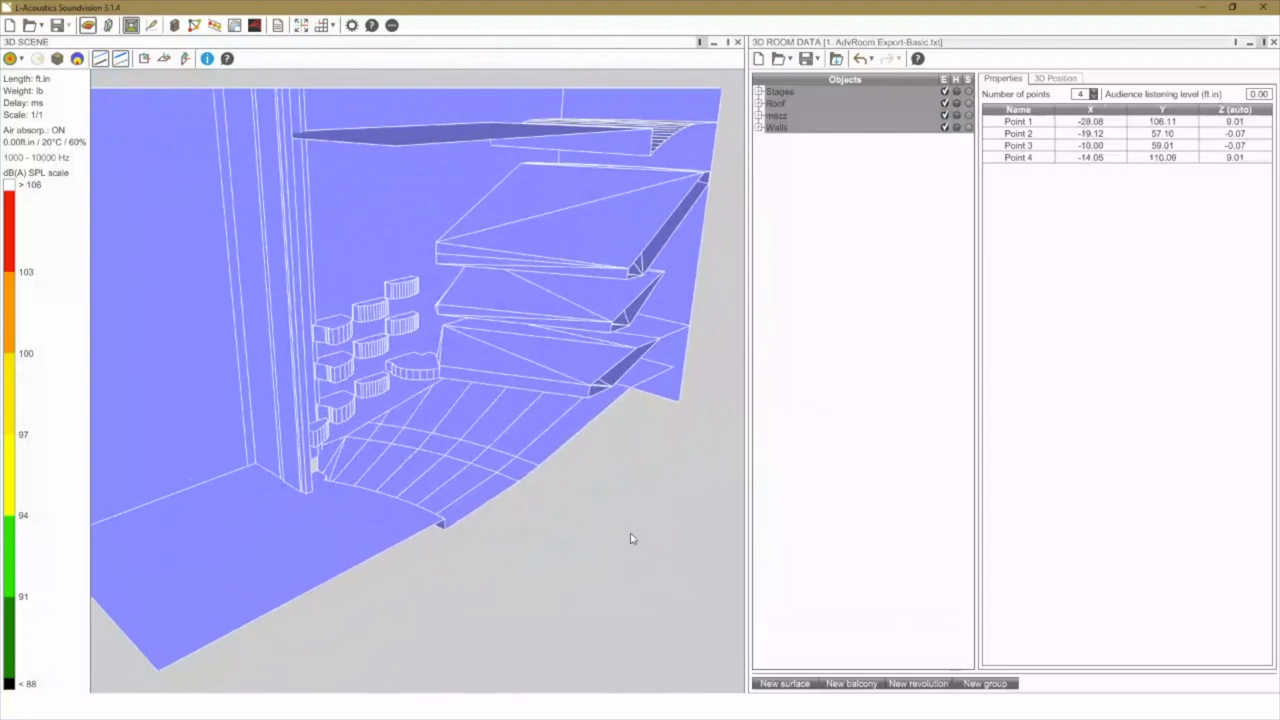 L-Acoustics Soundvision 3.1.4
3D SCENE
3D ROOM DATA [1. AdvRoom Export-Basic.txt]
Length: ft.in
Weight: lb
Delay: ms
Scale: 1/1
Air absorp.: ON
0.00ft.in / 20°C / 60%
1000 - 10000 Hz
dB(A) SPL scale
> 106
103
100
97
94
91
< 88
Objects E H S
Stages
Roof
mezz
Walls
Properties 3D Position
Number of points 4 Audience listening level (ft.in) 0.00
Name X Y Z (auto)
Point 1 -28.08 106.11 9.01
Point 2 -19.12 57.10 -0.07
Point 3 -10.00 59.01 -0.07
Point 4 -14.05 110.09 9.01
New surface New balcony New revolution New group